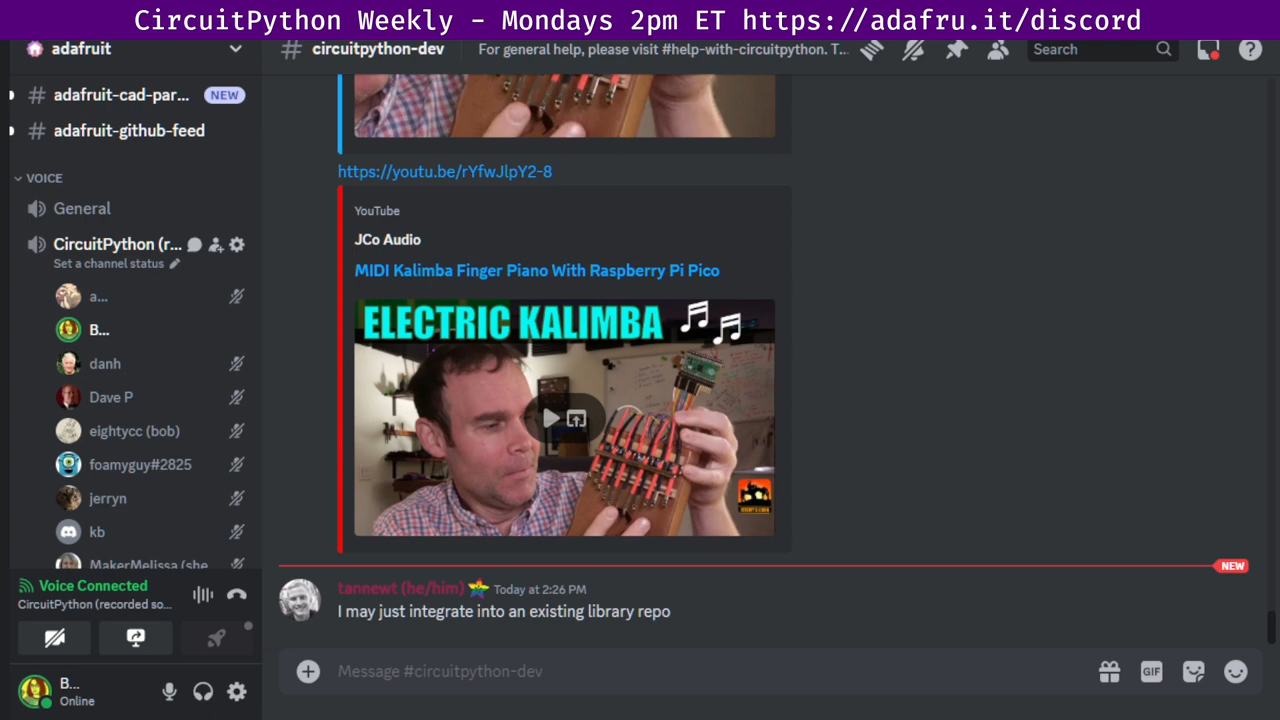 CircuitPython Weekly - Mondays 2pm ET https://adafru.it/discord
adafruit
circuitpython-dev
For general help, please visit #help-with-circuitpython. T...
Search
adafruit-cad-par...
NEW
adafruit-github-feed
VOICE
General
CircuitPython (r...
Set a channel status
a...
B...
danh
Dave P
eightycc (bob)
foamyguy#2825
jerryn
kb
MakerMelissa (she
Voice Connected
CircuitPython (recorded so...
B...
Online
https://youtu.be/rYfwJlpY2-8
YouTube
JCo Audio
MIDI Kalimba Finger Piano With Raspberry Pi Pico
ELECTRIC KALIMBA
NEW
tannewt (he/him)
Today at 2:26 PM
I may just integrate into an existing library repo
Message #circuitpython-dev
GIF